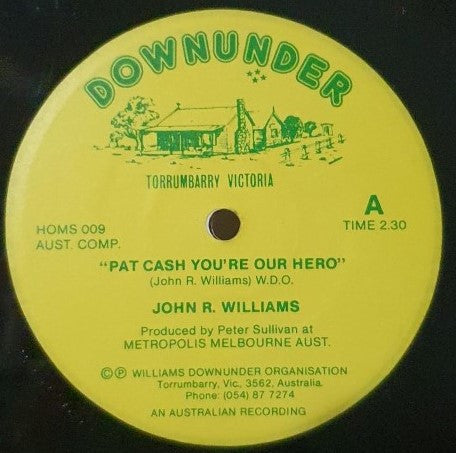 DOWNUNDER
TORRUMBARRY VICTORIA
HOMS 009
AUST. COMP.
A
TIME 2.30
"PAT CASH YOU'RE OUR HERO"
(John R. Williams) W.D.O.
JOHN R. WILLIAMS
Produced by Peter Sullivan at
METROPOLIS MELBOURNE AUST.
©℗ WILLIAMS DOWNUNDER ORGANISATION
Torrumbarry, Vic., 3562, Australia.
Phone: (054) 87 7274
AN AUSTRALIAN RECORDING